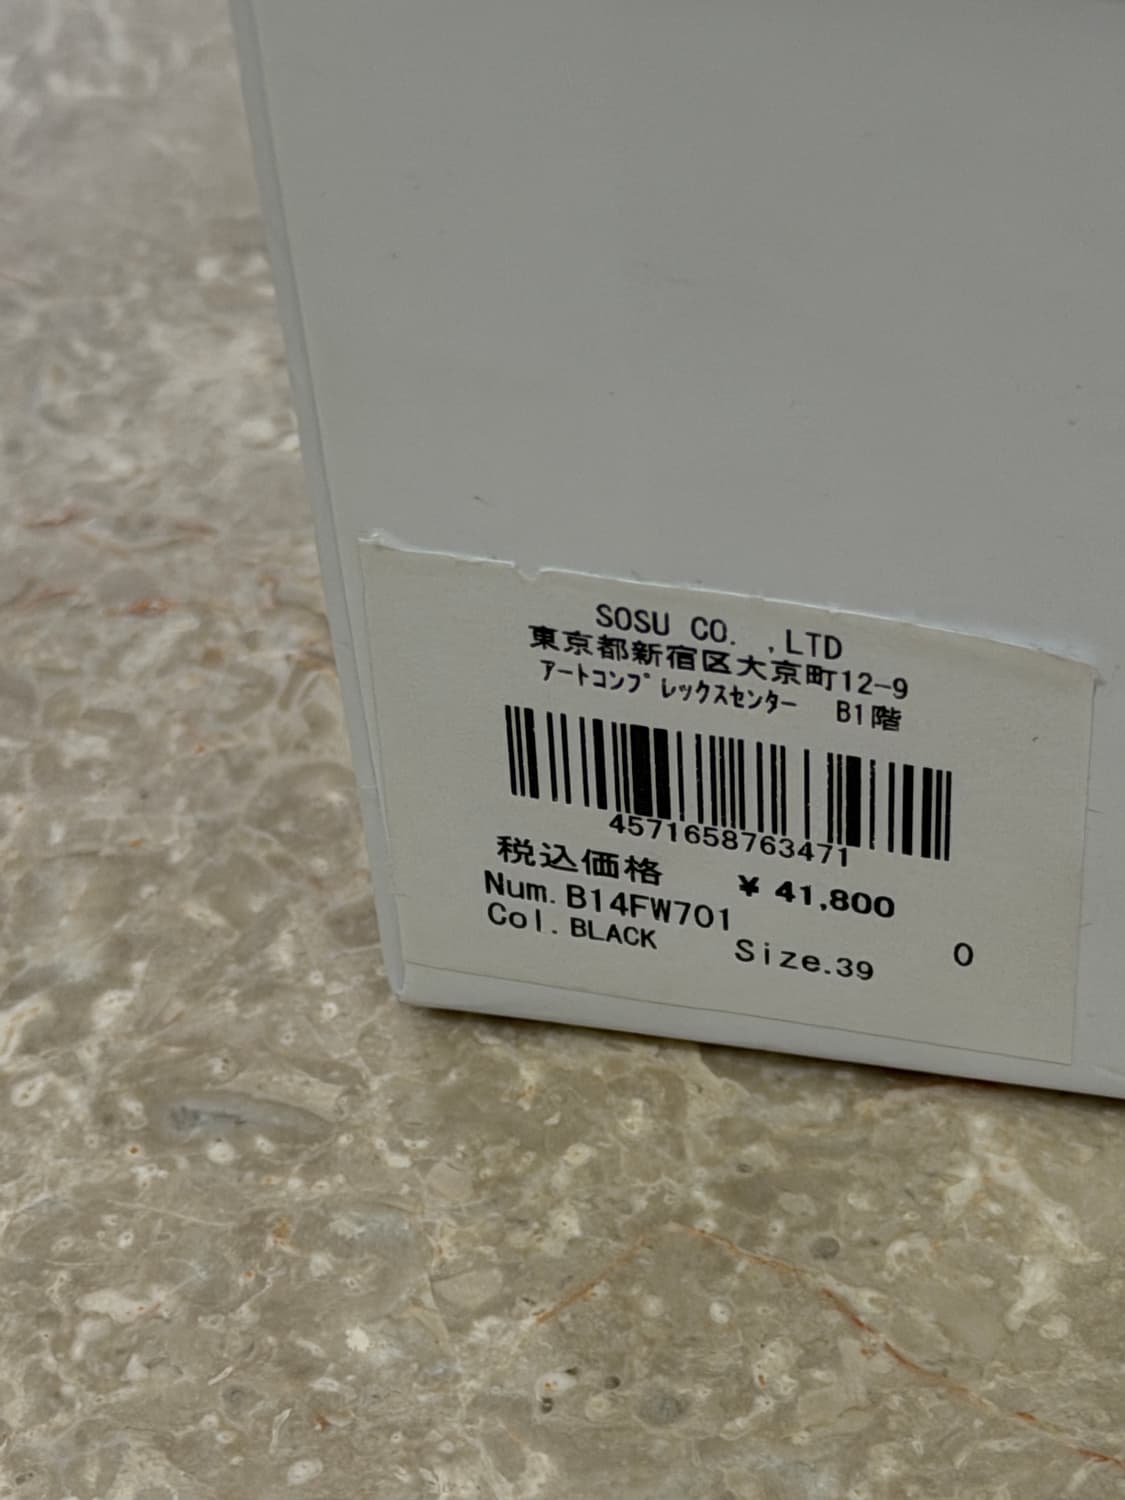 SOSU CO. ,LTD
東京都新宿区大京町12-9
ｱｰﾄｺﾝﾌﾟﾚｯｸｽｾﾝﾀｰ B1階
4571658763471
税込価格 ¥ 41,800
Num.B14FW701
Col.BLACK Size.39 0